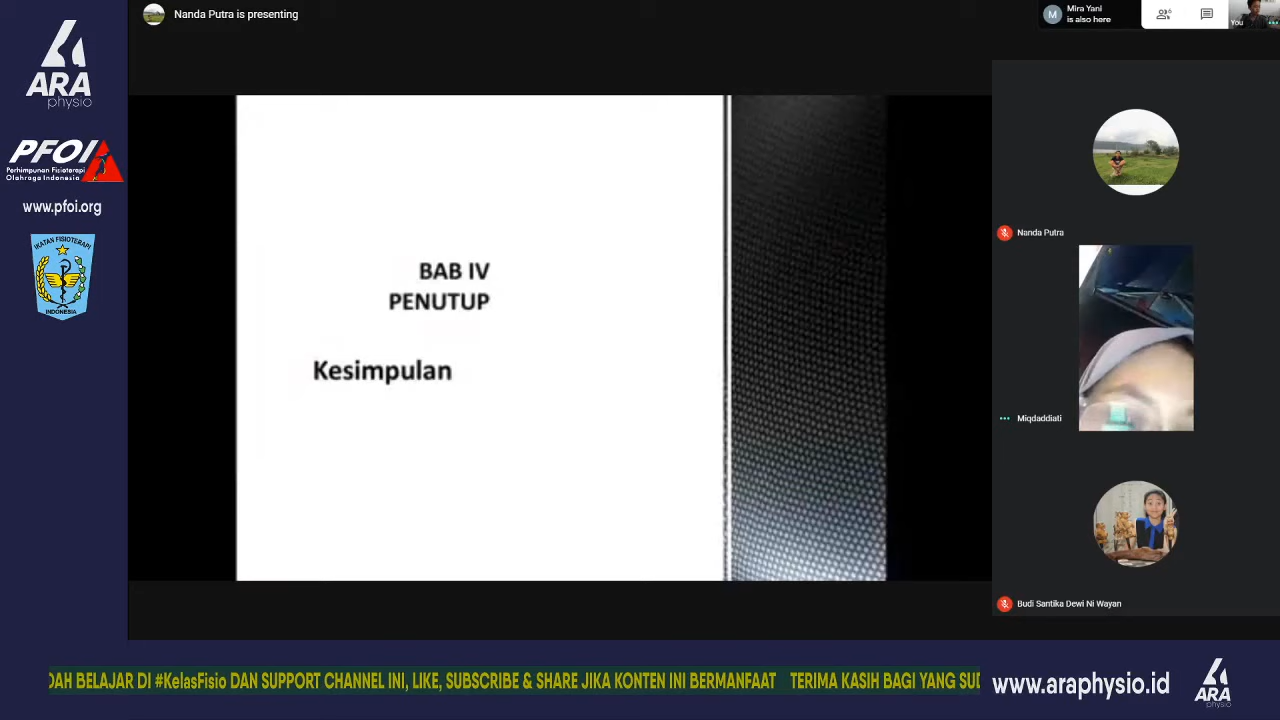 Nanda Putra is presenting
Mira Yani
is also here
M
6
You
ARA
physio
PFOI
Perhimpunan Fisioterapi
Olahraga Indonesia
www.pfoi.org
IKATAN FISIOTERAPI
INDONESIA
BAB IV
PENUTUP
Kesimpulan
Nanda Putra
Miqdaddiati
Budi Santika Dewi Ni Wayan
DAH BELAJAR DI #KelasFisio DAN SUPPORT CHANNEL INI, LIKE, SUBSCRIBE & SHARE JIKA KONTEN INI BERMANFAAT TERIMA KASIH BAGI YANG SUD
www.araphysio.id
ARA
physio